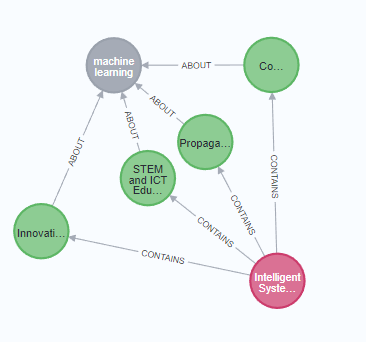 machine
learning
ABOUT
Co…
ABOUT
ABOUT
Propaga…
ABOUT
STEM
and ICT
Edu…
CONTAINS
CONTAINS
Innovati…
CONTAINS
CONTAINS
Intelligent
Syste…